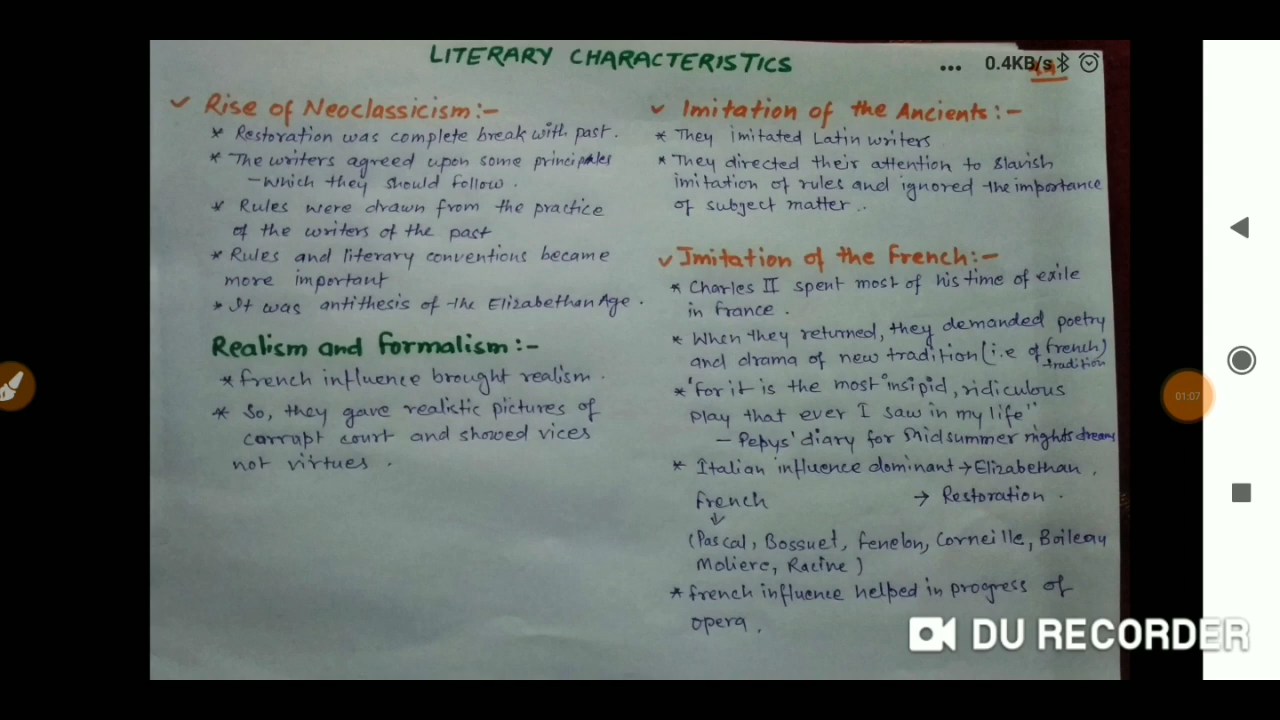 LITERARY CHARACTERISTICS
... 0.4KB/s
✓ Rise of Neoclassicism:-
* Restoration was complete break with past.
* The writers agreed upon some principales
- Which they should follow.
* Rules were drawn from the practice
of the writers of the past
* Rules and literary conventions became
more important
* It was antithesis of the Elizabethan Age.
Realism and Formalism:-
* French influence brought realism.
* So, they gave realistic pictures of
corrupt court and showed vices
not virtues.
✓ Imitation of the Ancients:-
* They imitated Latin writers
* They directed their attention to slavish
imitation of rules and ignored the importance
of subject matter..
✓ Imitation of the French:-
* Charles II spent most of his time of exile
in France.
* When they returned, they demanded poetry
and drama of new tradition (i.e of French)
tradition
* "For it is the most insipid, ridiculous
play that ever I saw in my life"
- Pepys' diary for Midsummer nights dream
* Italian influence dominant → Elizabethan.
French → Restoration.
↓
(Pascal, Bossuet, Fenelon, Corneille, Boileau
Moliere, Racine)
* French influence helped in progress of
opera.
01:07
DU RECORDER